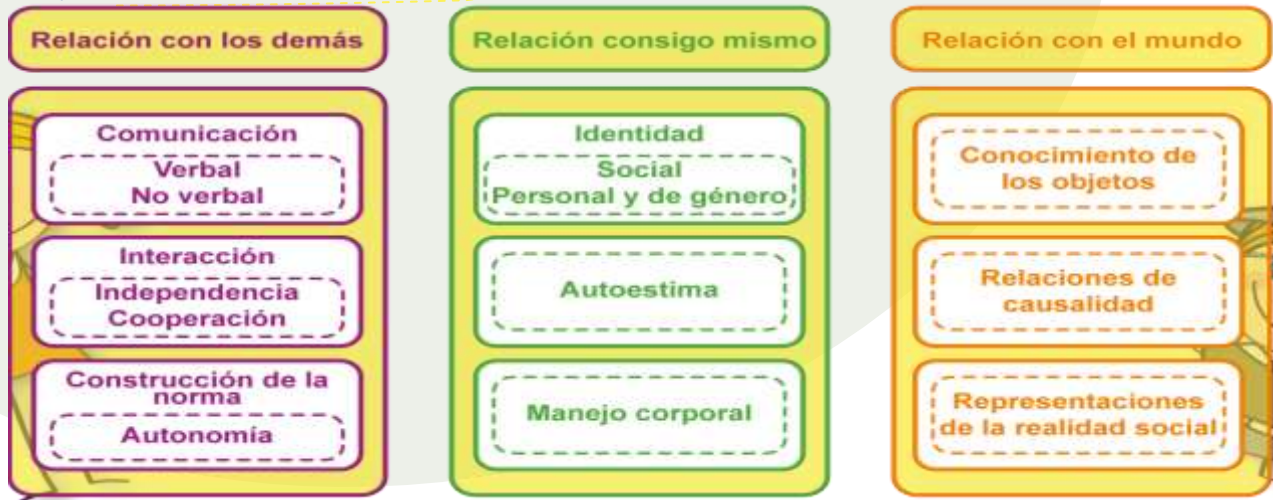 Relación con los demás
Comunicación
Verbal
No verbal
Interacción
Independencia
Cooperación
Construcción de la
norma
Autonomía
Relación consigo mismo
Identidad
Social
Personal y de género
Autoestima
Manejo corporal
Relación con el mundo
Conocimiento de
los objetos
Relaciones de
causalidad
Representaciones
de la realidad social